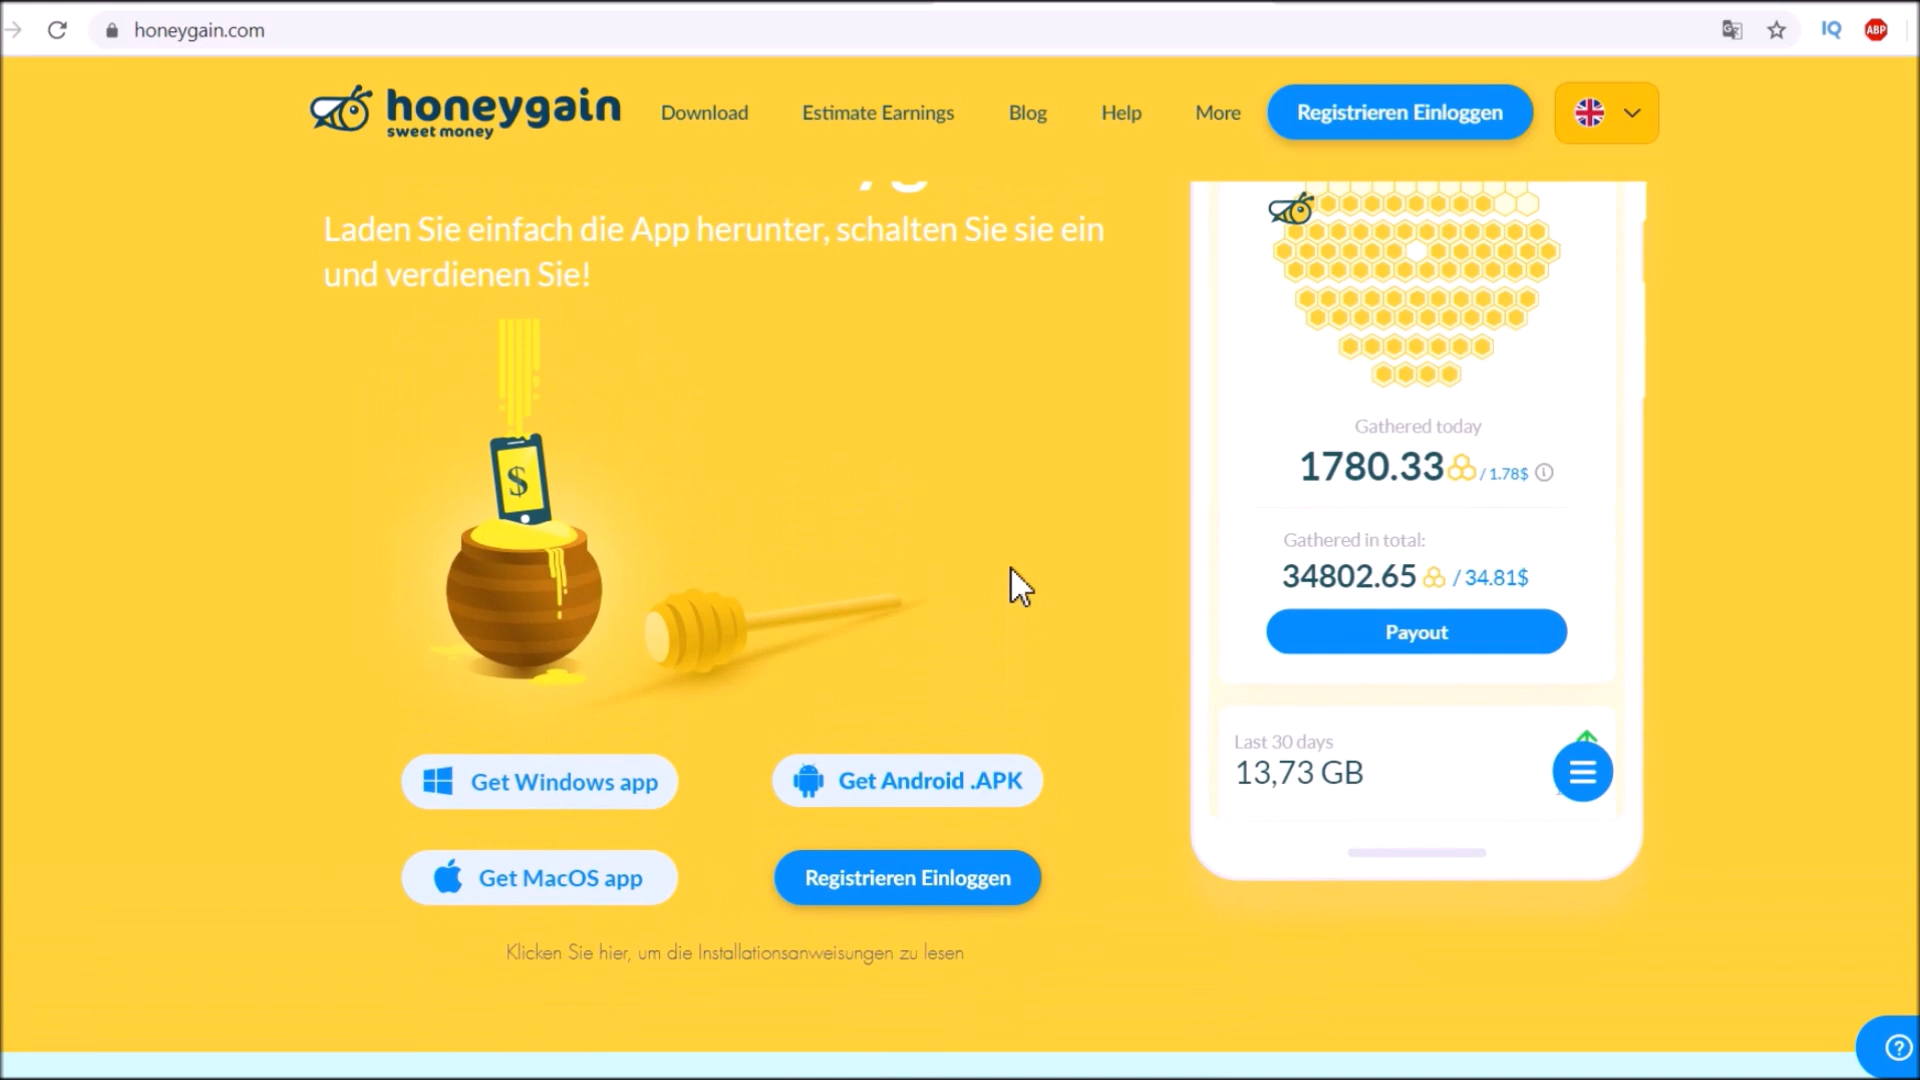 honeygain.com
IQ
ABP
honeygain
sweet money
Download
Estimate Earnings
Blog
Help
More
Registrieren Einloggen
Laden Sie einfach die App herunter, schalten Sie sie ein
und verdienen Sie!
$
Gathered today
1780.33 / 1.78$
Gathered in total:
34802.65 / 34.81$
Payout
Last 30 days
13,73 GB
Get Windows app
Get Android .APK
Get MacOS app
Registrieren Einloggen
Klicken Sie hier, um die Installationsanweisungen zu lesen